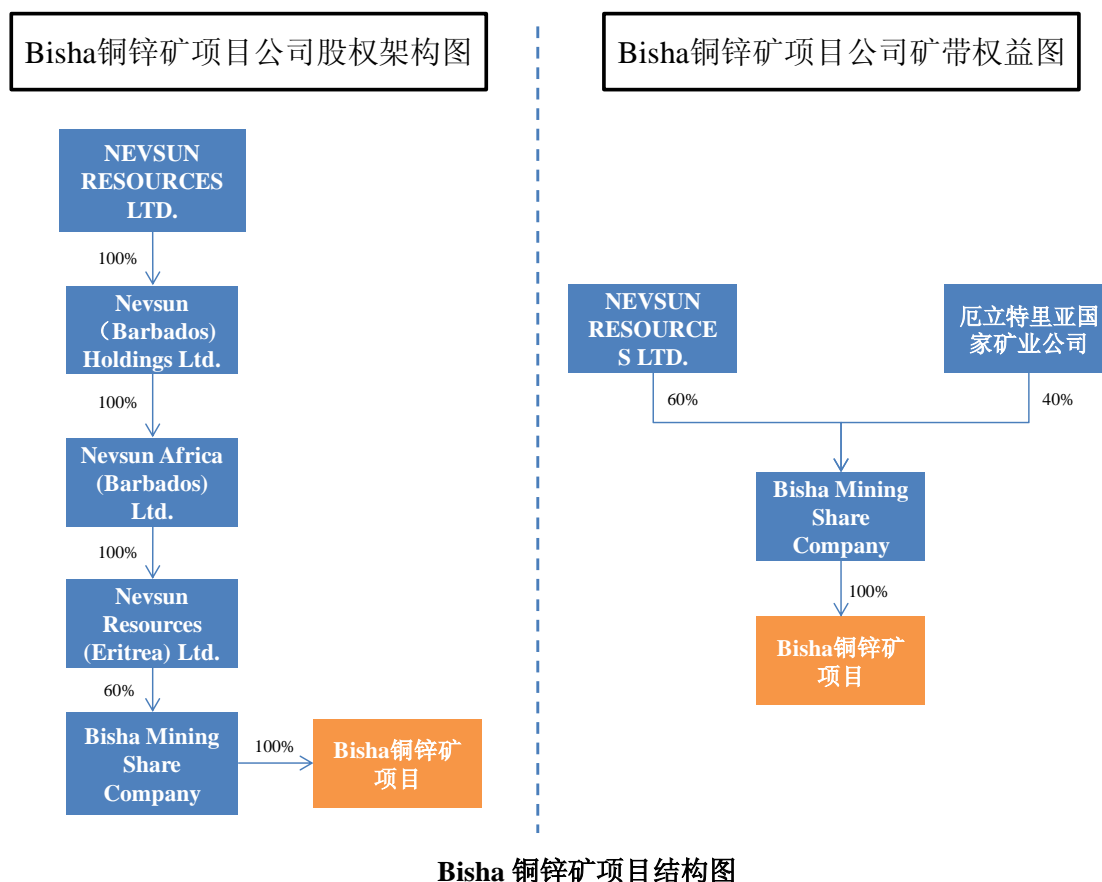 Bisha铜锌矿项目公司股权架构图
NEVSUN
RESOURCES
LTD.
100%
Nevsun
（Barbados)
Holdings Ltd.
100%
Nevsun Africa
(Barbados)
Ltd.
100%
Nevsun
Resources
(Eritrea) Ltd.
60%
Bisha Mining
Share
Company
100%
Bisha铜锌矿
项目
Bisha铜锌矿项目公司矿带权益图
NEVSUN
RESOURCE
S LTD.
厄立特里亚国
家矿业公司
60%
40%
Bisha Mining
Share
Company
100%
Bisha铜锌矿
项目
Bisha 铜锌矿项目结构图